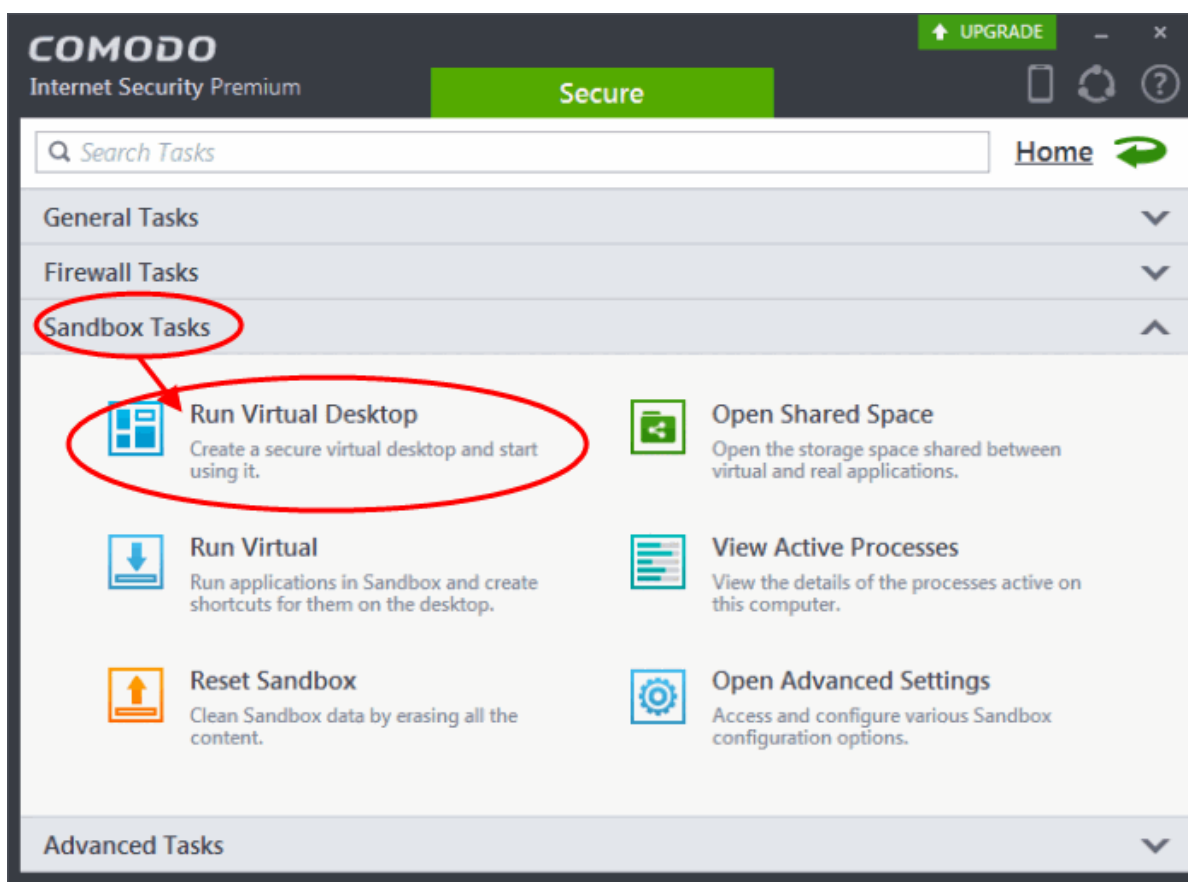 COMODO
Internet Security Premium
UPGRADE
Secure
Search Tasks
Home
General Tasks
Firewall Tasks
Sandbox Tasks
Run Virtual Desktop
Create a secure virtual desktop and start
using it.
Open Shared Space
Open the storage space shared between
virtual and real applications.
Run Virtual
Run applications in Sandbox and create
shortcuts for them on the desktop.
View Active Processes
View the details of the processes active on
this computer.
Reset Sandbox
Clean Sandbox data by erasing all the
content.
Open Advanced Settings
Access and configure various Sandbox
configuration options.
Advanced Tasks